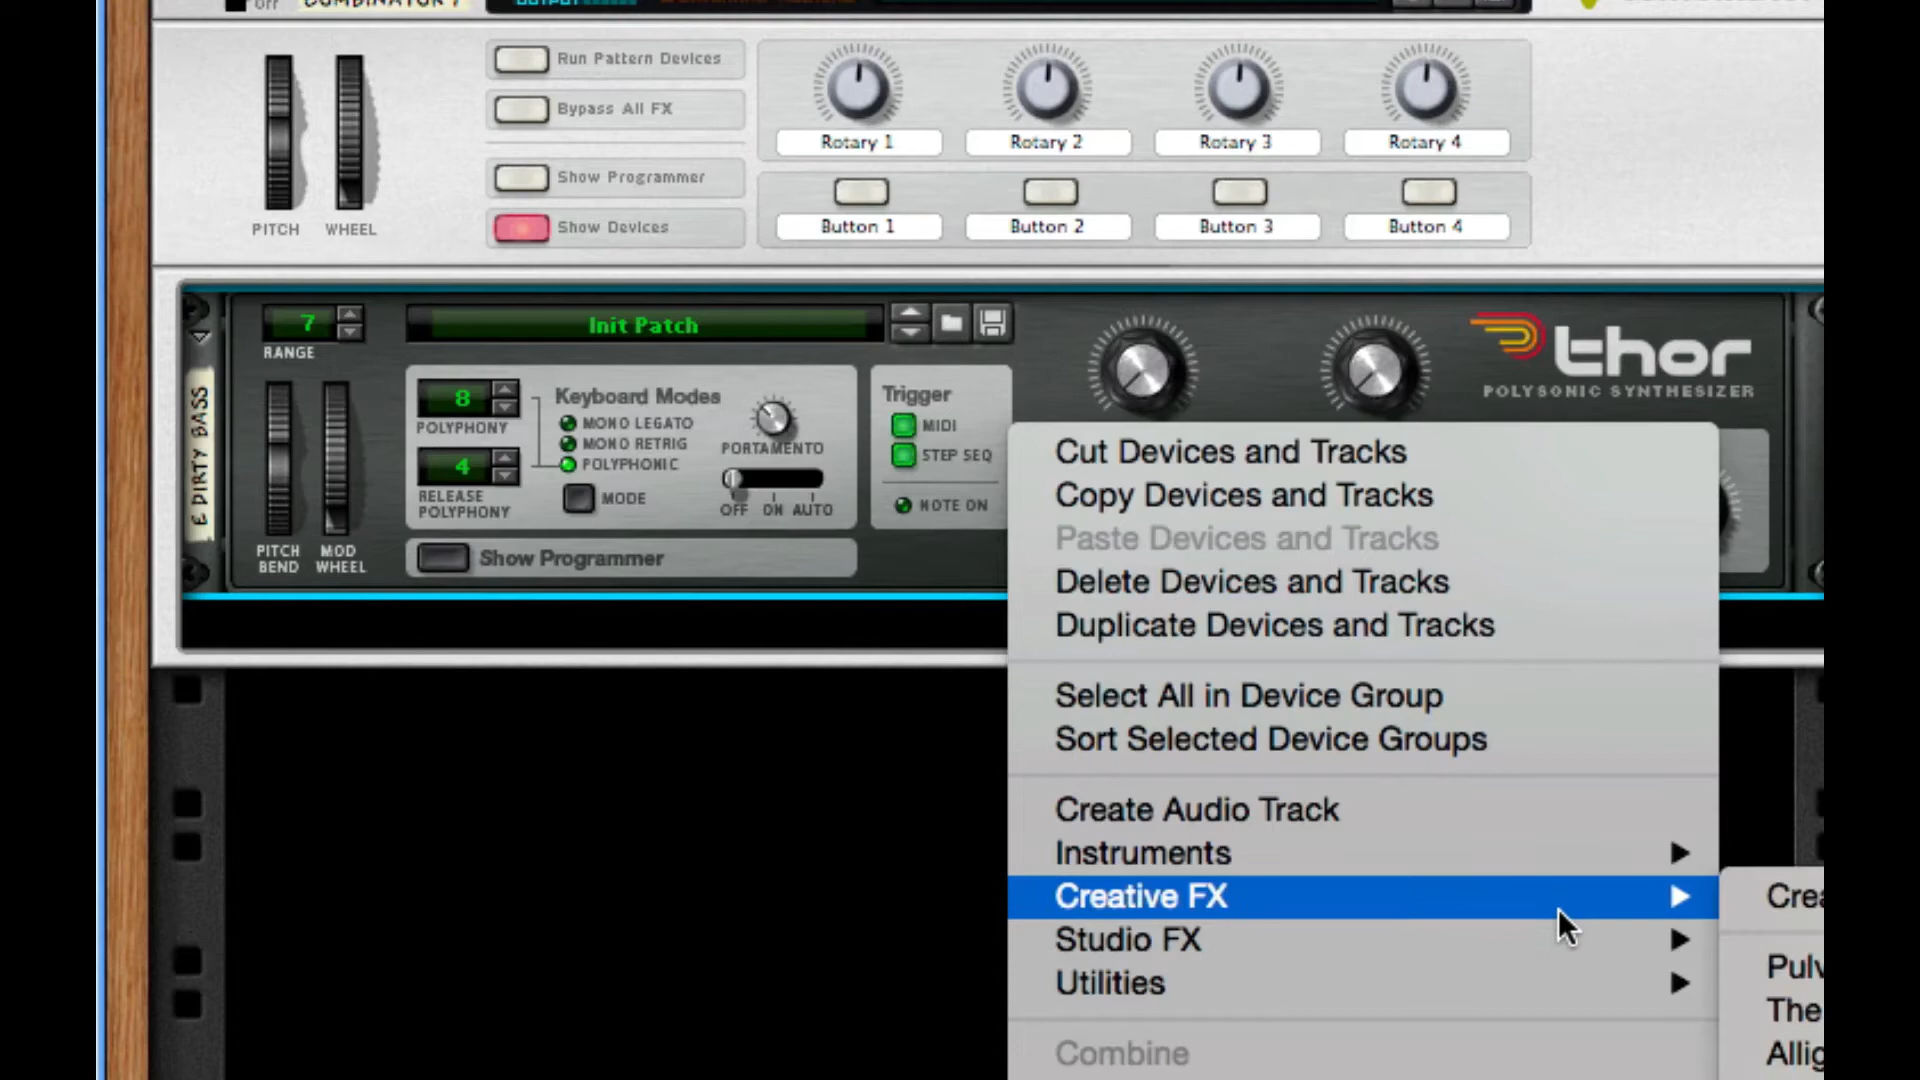 Run Pattern Devices
Bypass All FX
Show Programmer
Show Devices
PITCH
WHEEL
Rotary 1
Rotary 2
Rotary 3
Rotary 4
Button 1
Button 2
Button 3
Button 4
7
RANGE
Init Patch
thor
POLYSONIC SYNTHESIZER
E DIRTY BASS
PITCH
BEND
MOD
WHEEL
8
POLYPHONY
4
RELEASE
POLYPHONY
Keyboard Modes
MONO LEGATO
MONO RETRIG
POLYPHONIC
MODE
PORTAMENTO
OFF ON AUTO
Trigger
MIDI
STEP SEQ
NOTE ON
Show Programmer
Cut Devices and Tracks
Copy Devices and Tracks
Paste Devices and Tracks
Delete Devices and Tracks
Duplicate Devices and Tracks
Select All in Device Group
Sort Selected Device Groups
Create Audio Track
Instruments
Creative FX
Studio FX
Utilities
Combine
Crea
Pulv
The
Allig